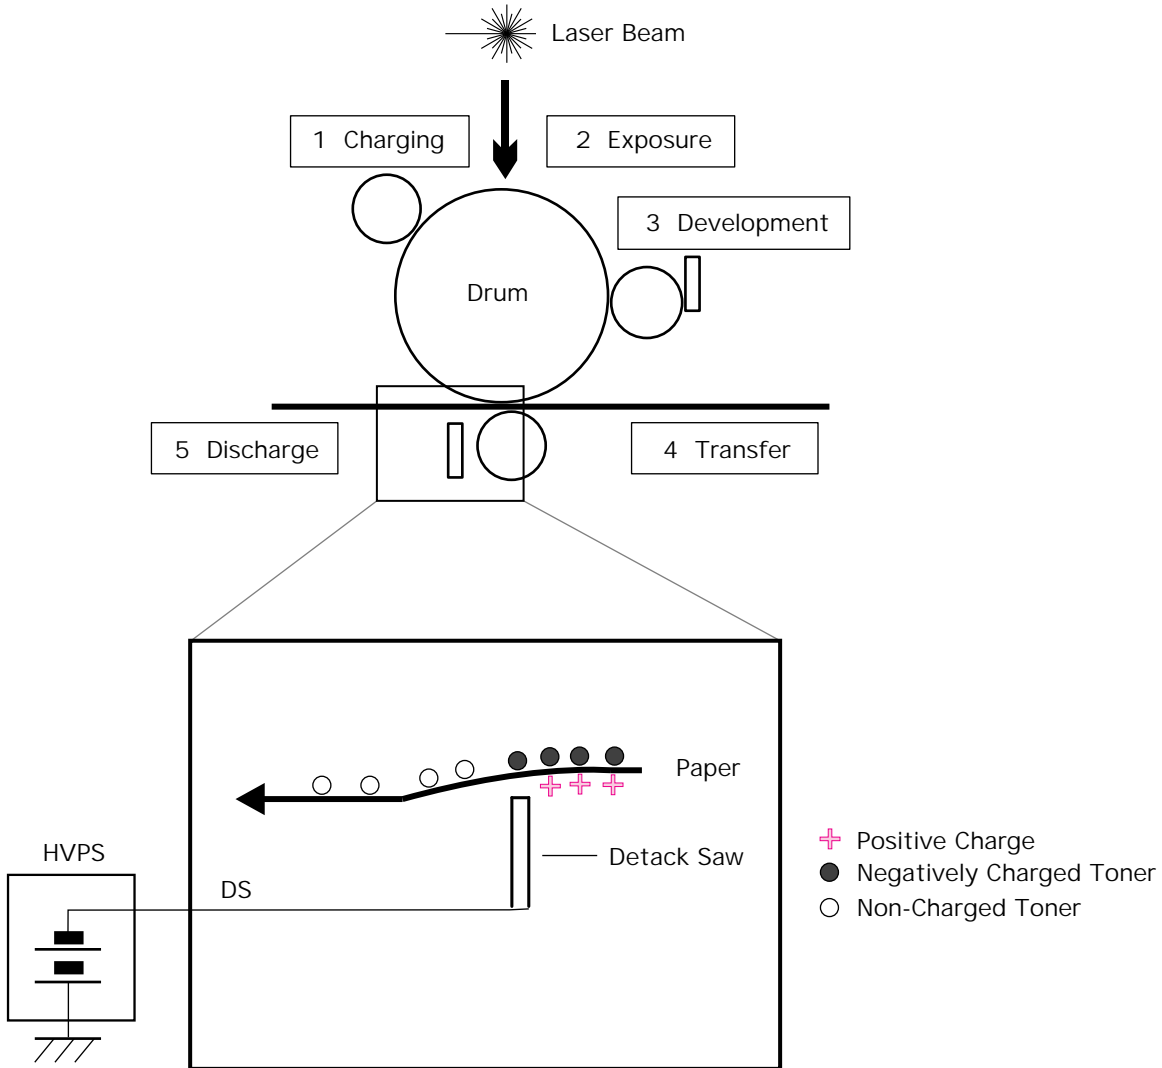 Laser Beam
1 Charging
2 Exposure
3 Development
Drum
5 Discharge
4 Transfer
Paper
Detack Saw
HVPS
DS
Positive Charge
Negatively Charged Toner
Non-Charged Toner